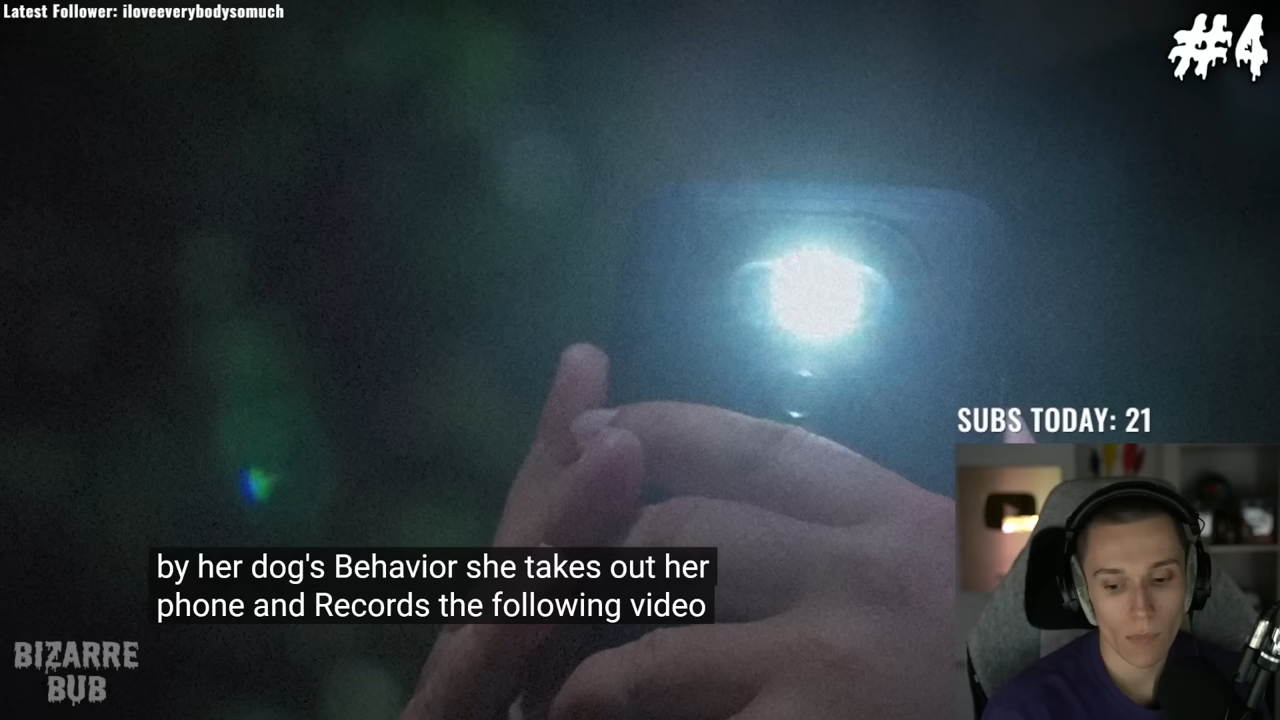 Latest Follower: iloveeverybodysomuch
#4
SUBS TODAY: 21
by her dog's Behavior she takes out her
phone and Records the following video
BIZARRE
BUB